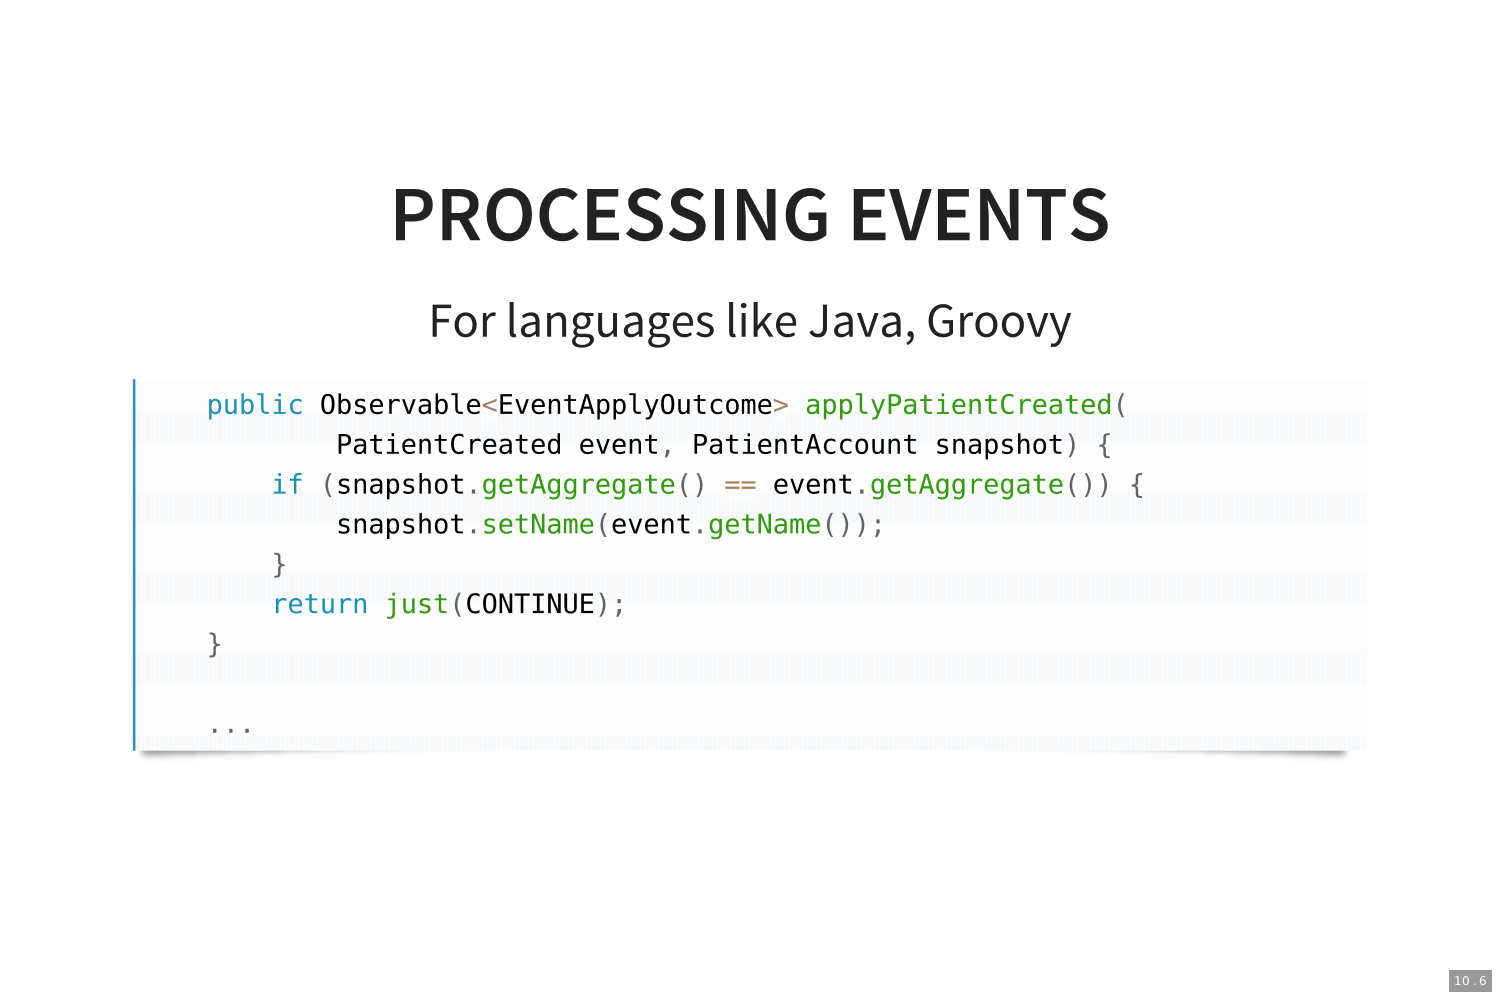 PROCESSING EVENTS
For languages like Java, Groovy
public Observable<EventApplyOutcome> applyPatientCreated(
        PatientCreated event, PatientAccount snapshot) {
    if (snapshot.getAggregate() == event.getAggregate()) {
        snapshot.setName(event.getName());
    }
    return just(CONTINUE);
}

...
10.6